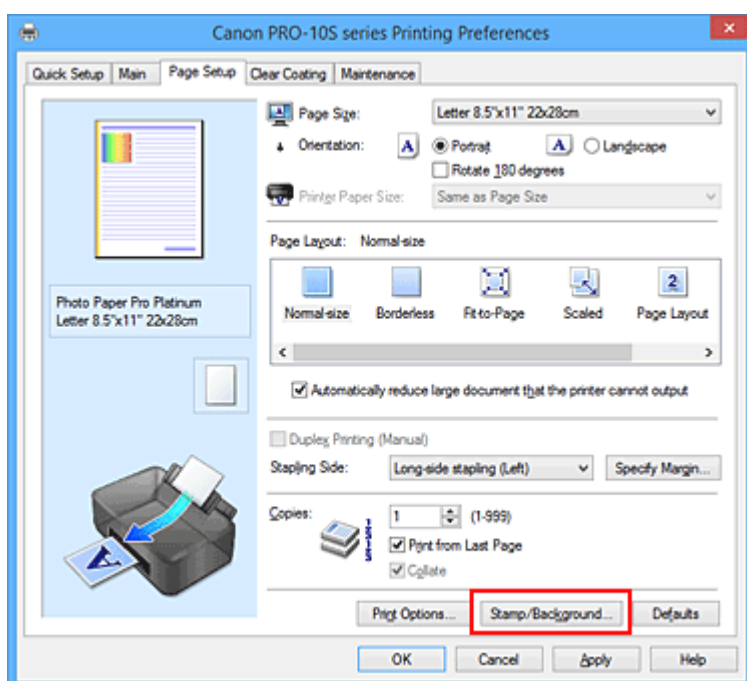 Canon PRO-10S series Printing Preferences
Quick Setup Main Page Setup Clear Coating Maintenance
Page Size: Letter 8.5"x11" 22x28cm
Orientation: A Portrait A Landscape
Rotate 180 degrees
Printer Paper Size: Same as Page Size
Page Layout: Normal-size
2
Normal-size Borderless Fit-to-Page Scaled Page Layout
Photo Paper Pro Platinum
Letter 8.5"x11" 22x28cm
Automatically reduce large document that the printer cannot output
Duplex Printing (Manual)
Stapling Side: Long-side stapling (Left) Specify Margin...
Copies: 1 (1-999)
Print from Last Page
Collate
A
Print Options... Stamp/Background... Defaults
OK Cancel Apply Help